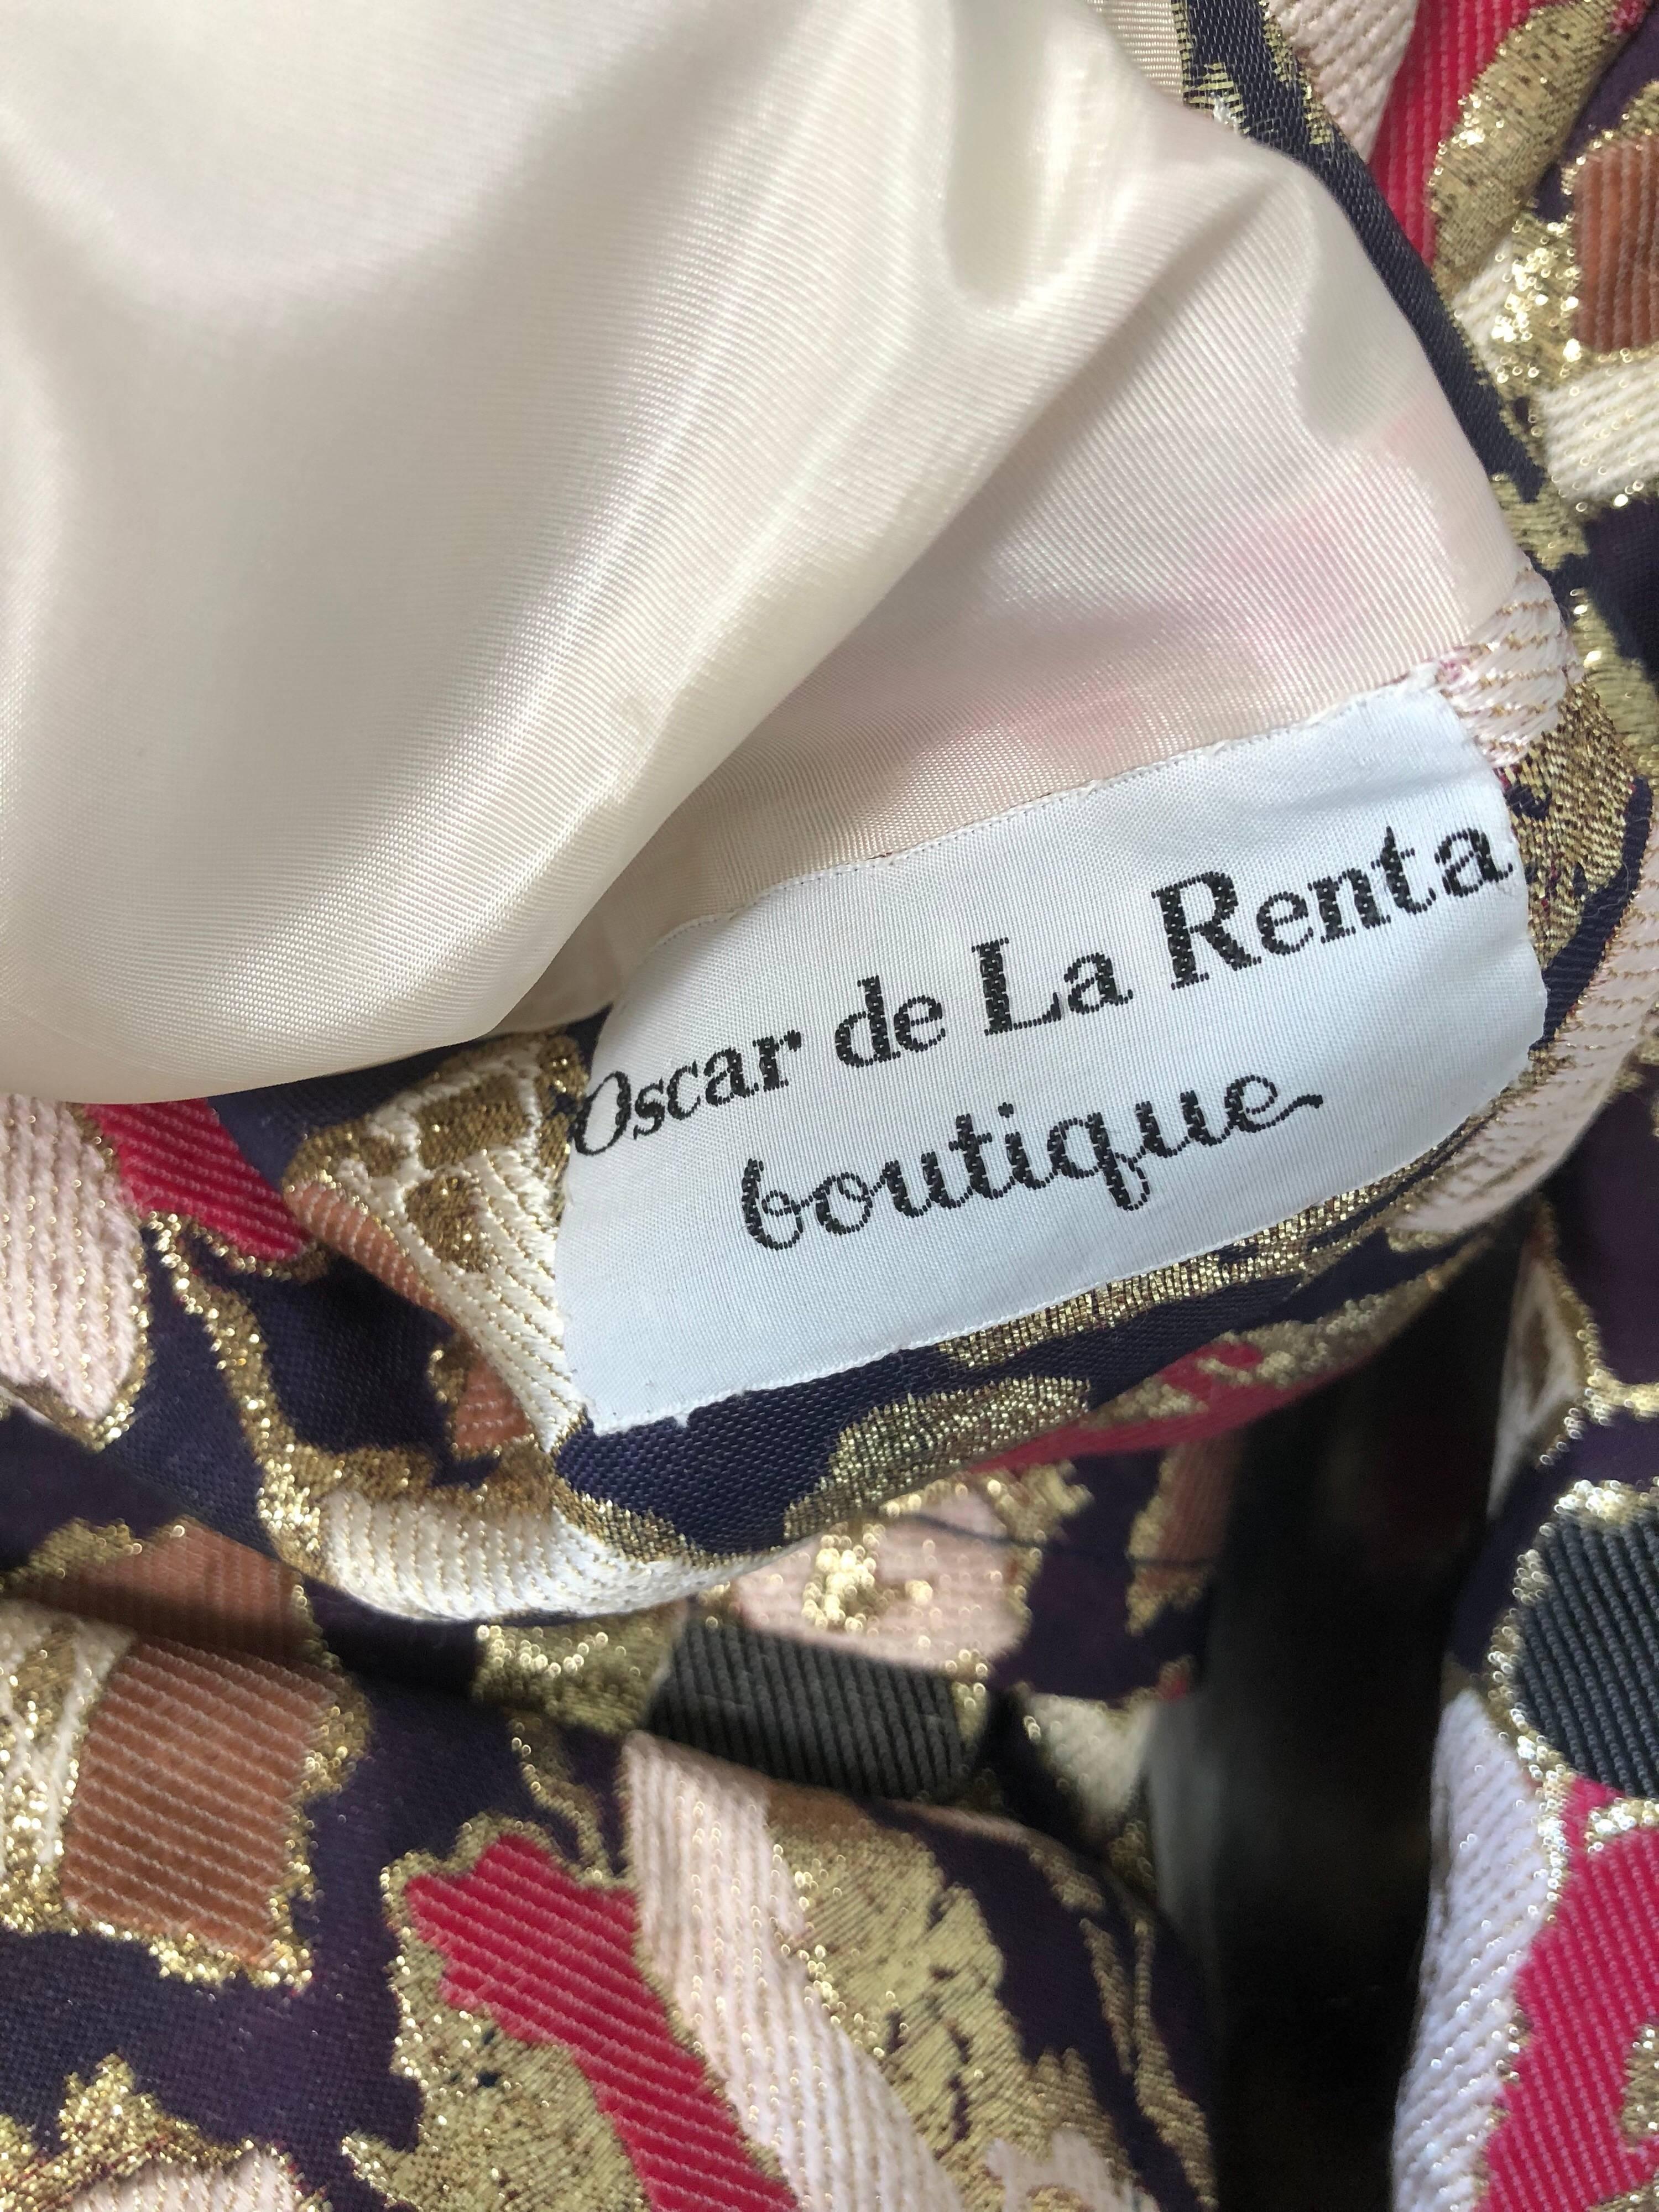 Oscar de La Renta
boutique